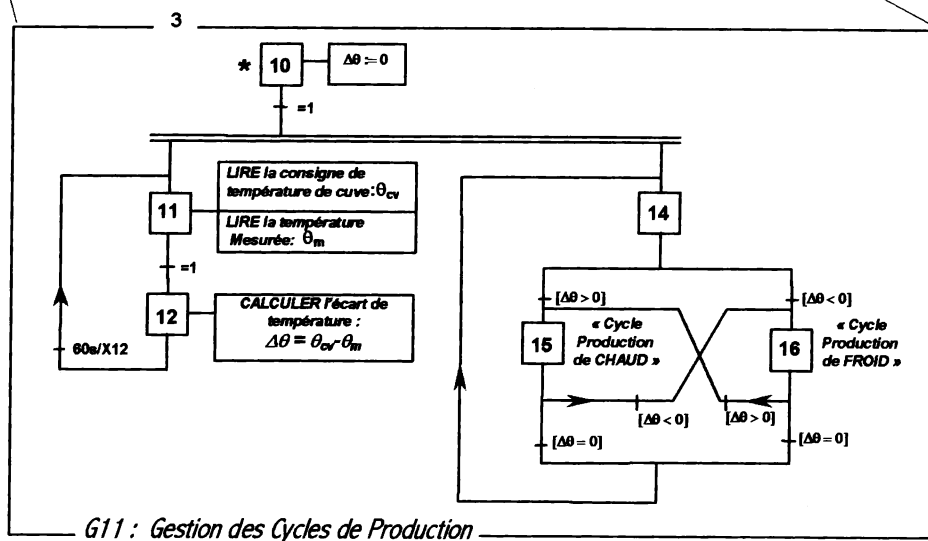 3
* 10 Δθ := 0
=1
LIRE la consigne de
température de cuve:θcv
11
LIRE la température
Mesurée: θm
=1
12
CALCULER l'écart de
température :
Δθ = θcv-θm
60s/X12
14
[Δθ > 0]
[Δθ < 0]
15
« Cycle
Production
de CHAUD »
16
« Cycle
Production
de FROID »
[Δθ < 0]
[Δθ > 0]
[Δθ = 0]
[Δθ = 0]
G11 : Gestion des Cycles de Production